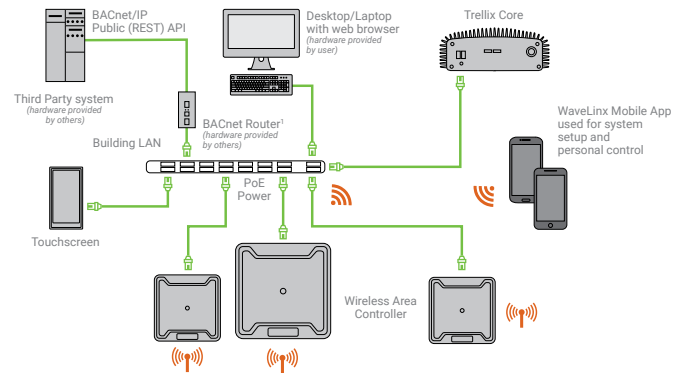 BACnet/IP
Public (REST) API
Desktop/Laptop
with web browser
(hardware provided
by user)
Trellix Core
Third Party system
(hardware provided
by others)
BACnet Router¹
(hardware provided
by others)
Building LAN
WaveLinx Mobile App
used for system
setup and
personal control
PoE
Power
Touchscreen
Wireless Area
Controller